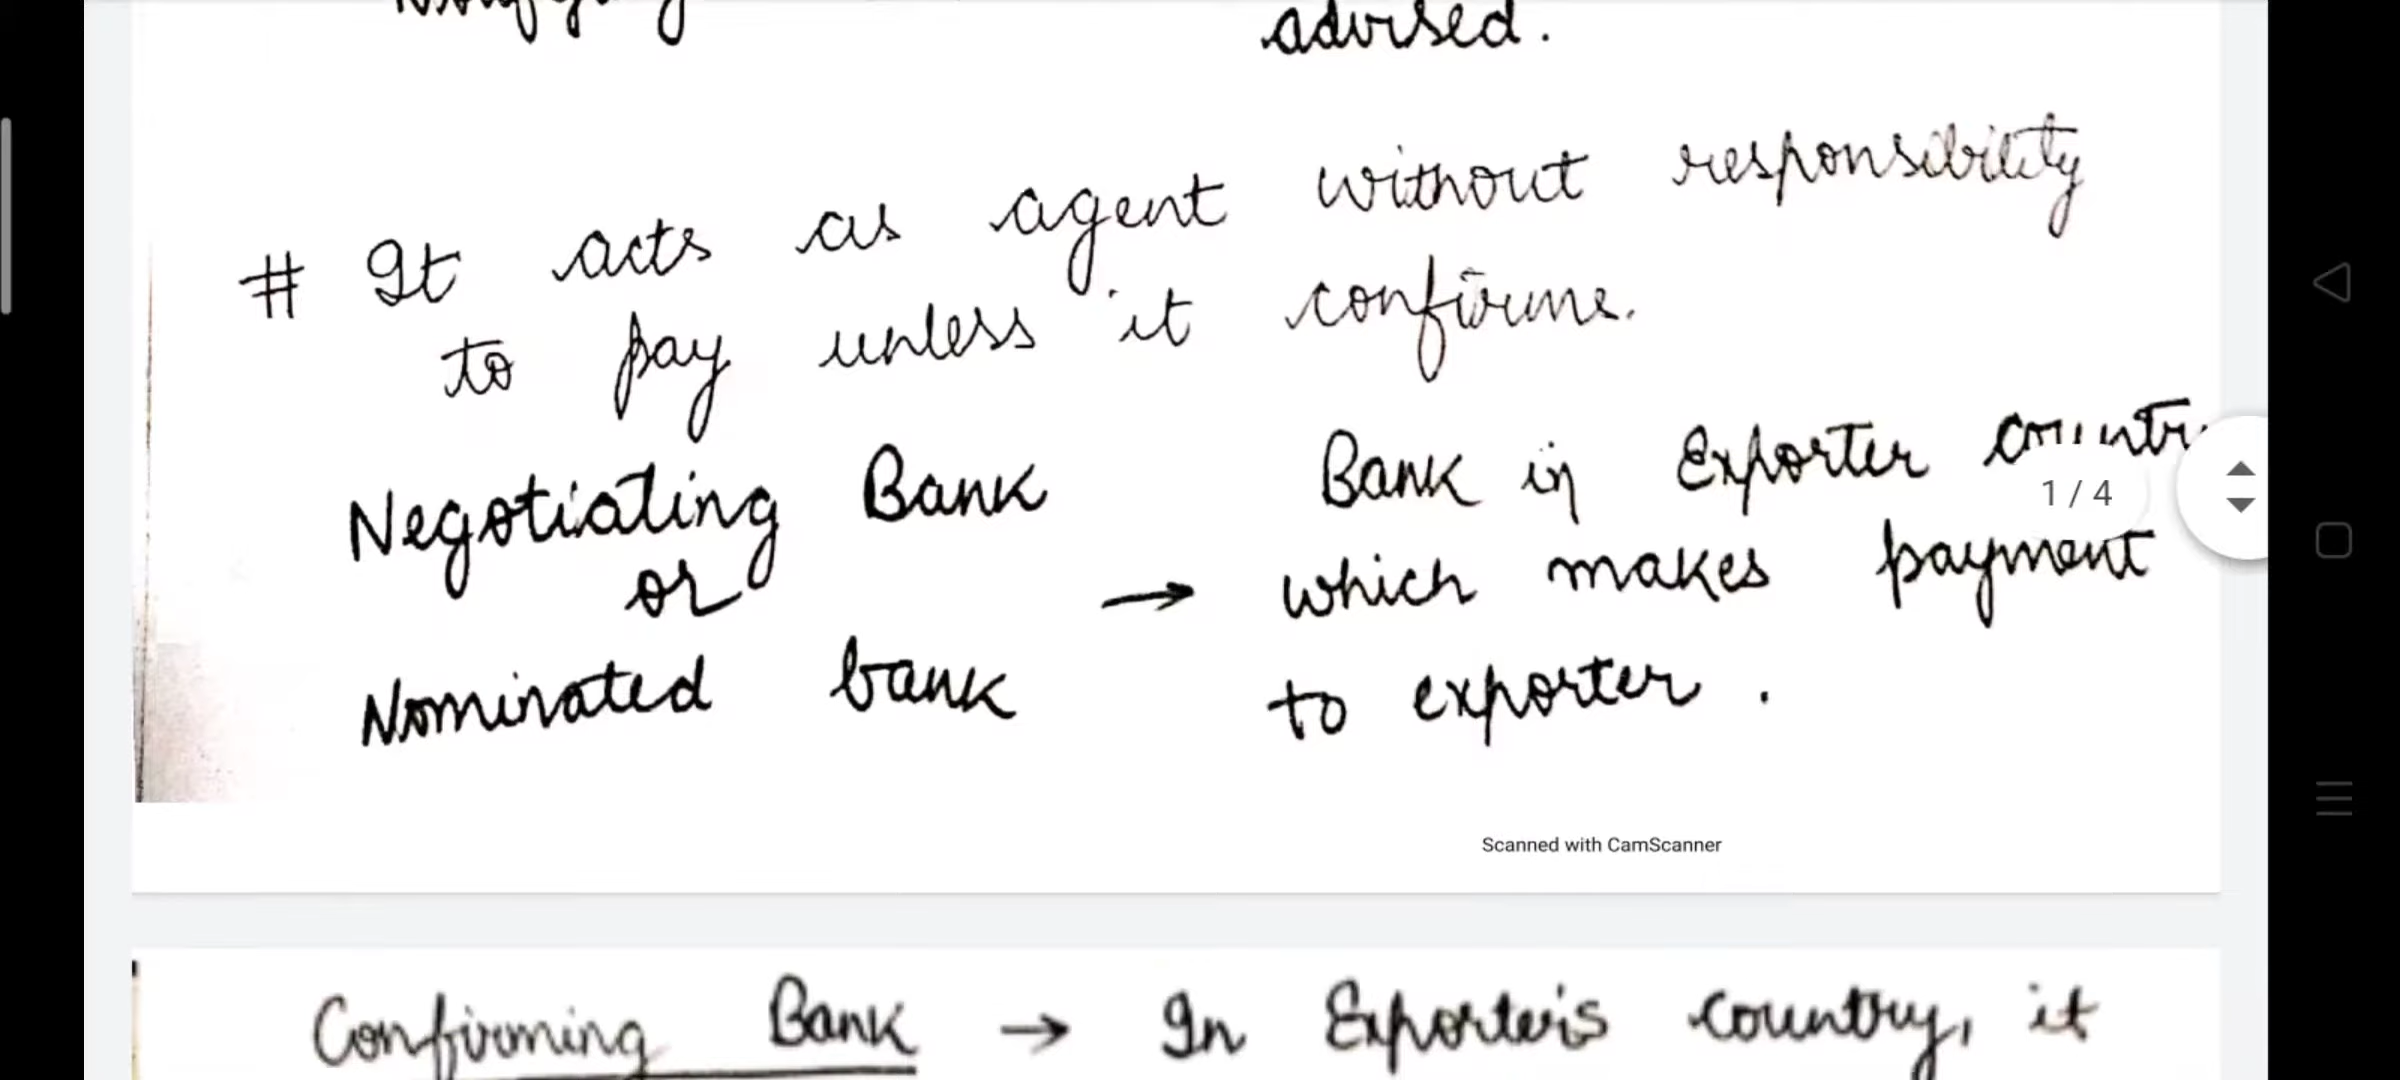 advised.
# It acts as agent without responsibility
to pay unless it confirms.
Negotiating Bank
or
Nominated bank
→ Bank in Exporter
which makes payment
to exporter.
1 / 4
Scanned with CamScanner
Confirming Bank → In Exporter's country, it